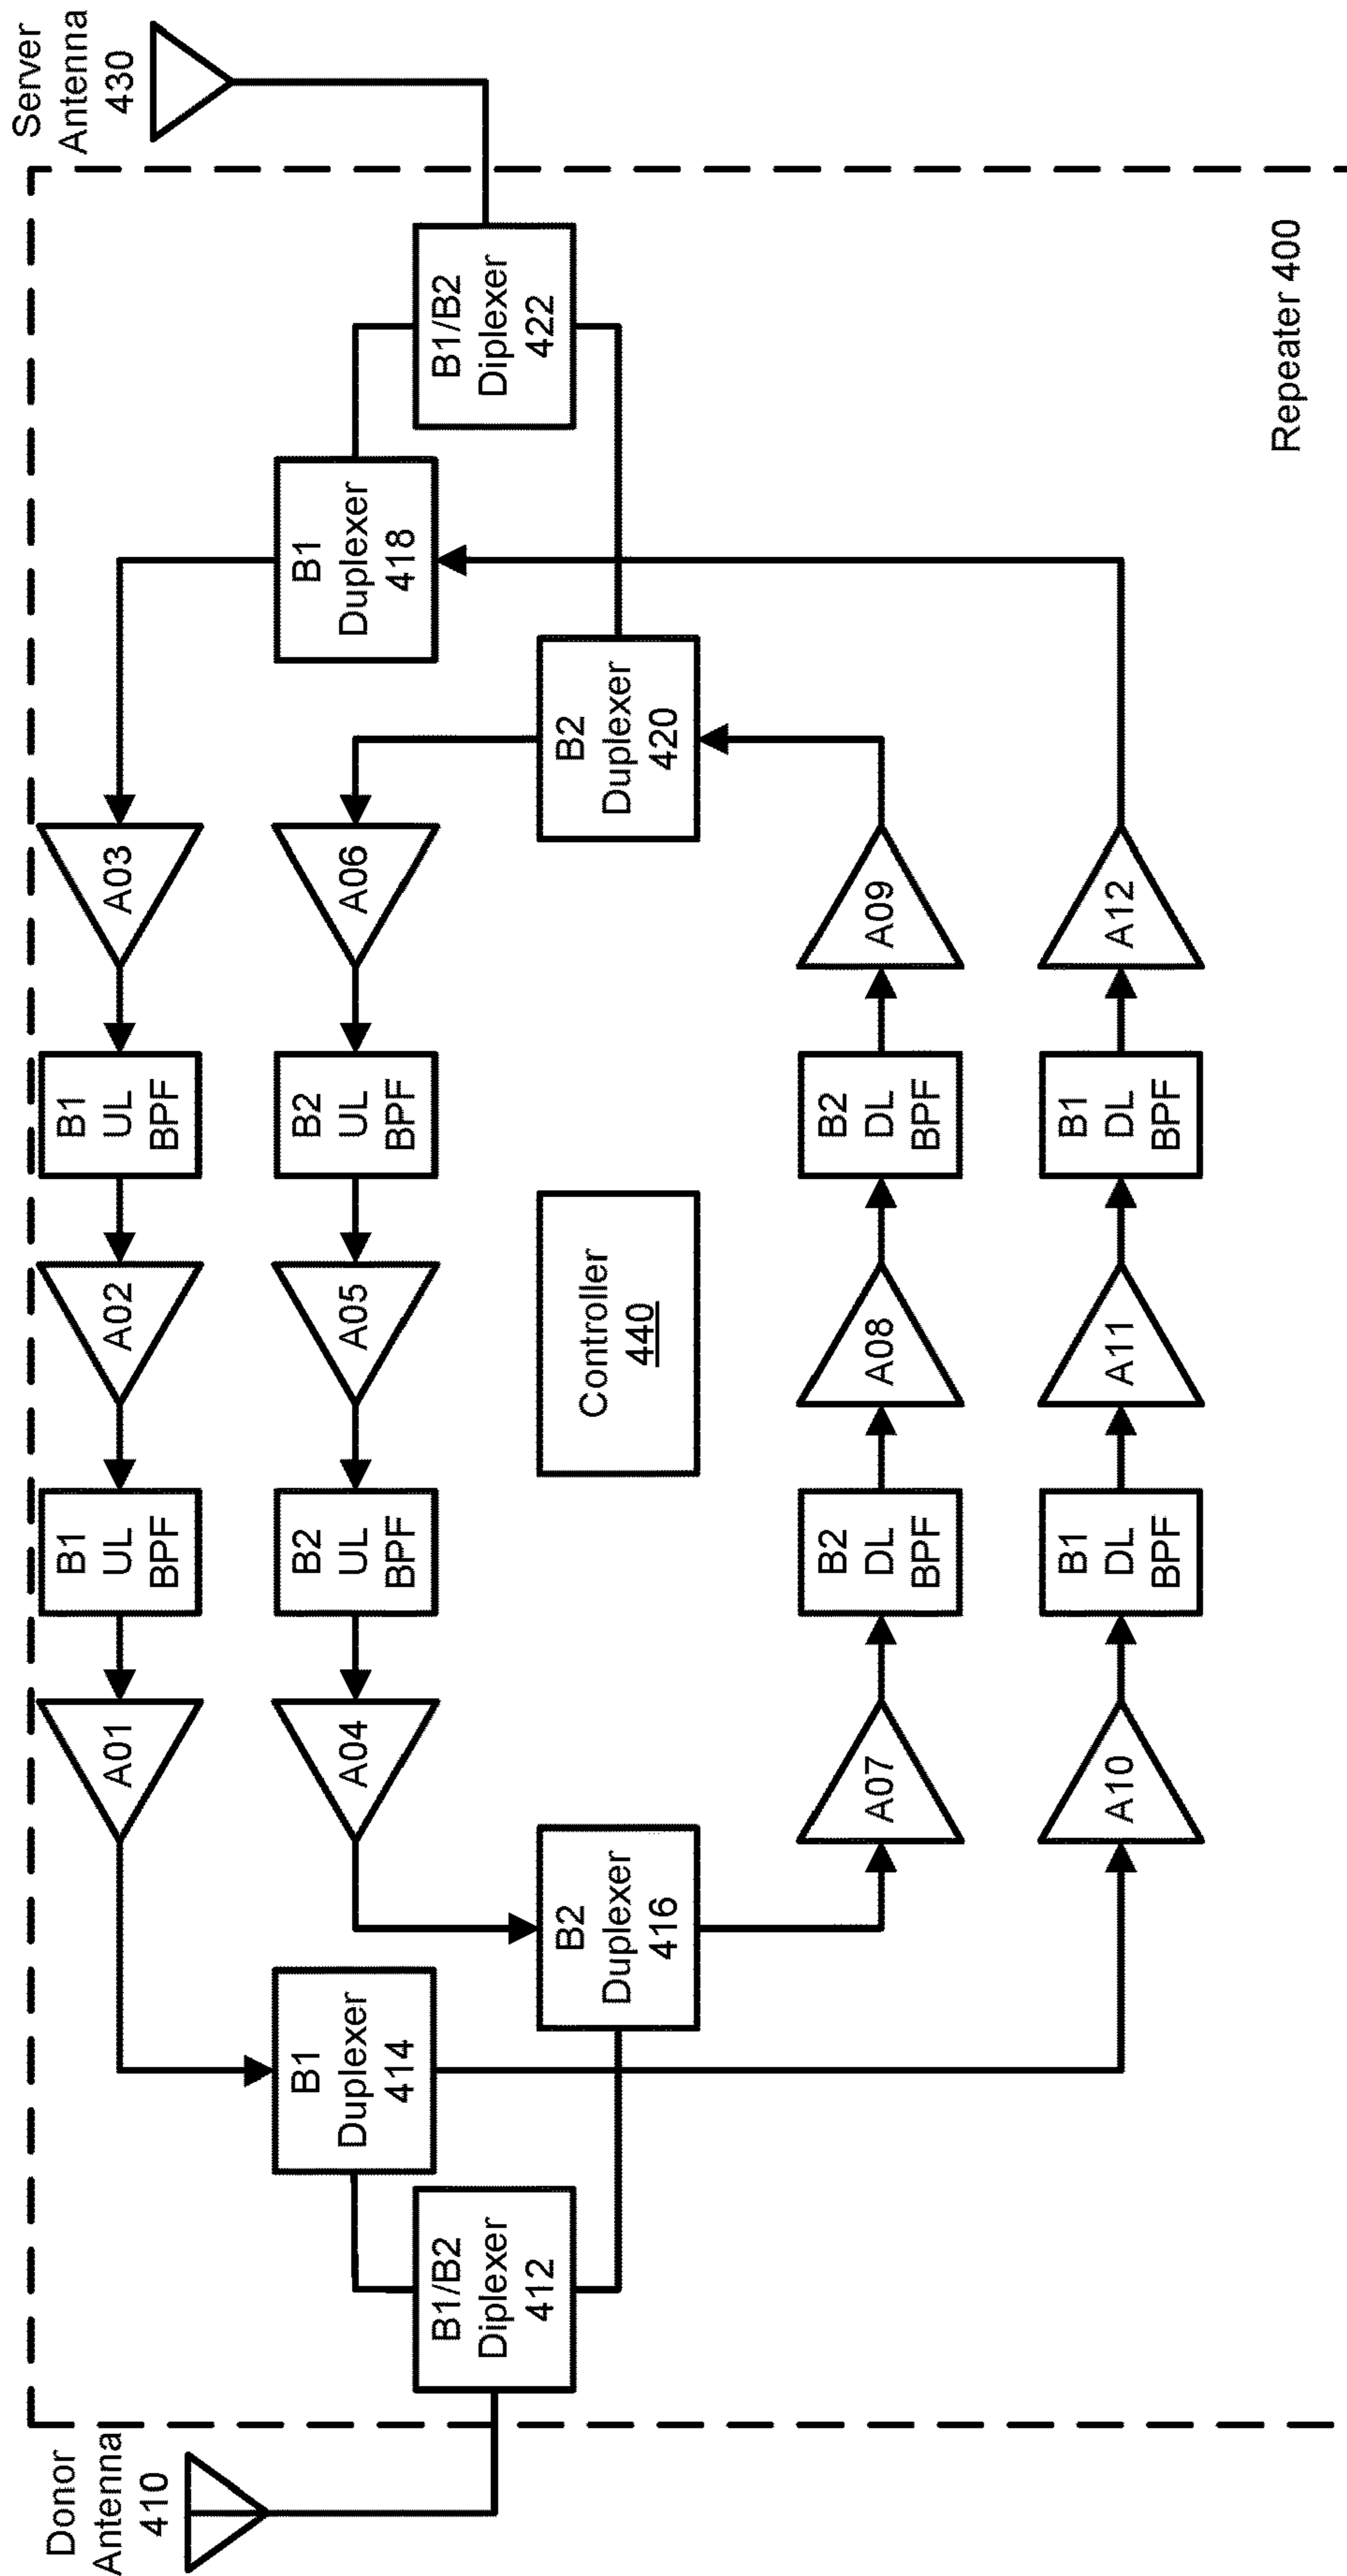 Donor
Antenna
410
Server
Antenna
430
B1/B2
Diplexer
412
B1
Duplexer
414
B2
Duplexer
416
A01
B1
UL
BPF
A02
B1
UL
BPF
A03
A04
B2
UL
BPF
A05
B2
UL
BPF
A06
Controller
440
B1
Duplexer
418
B2
Duplexer
420
B1/B2
Diplexer
422
A07
B2
DL
BPF
A08
B2
DL
BPF
A09
A10
B1
DL
BPF
A11
B1
DL
BPF
A12
Repeater 400